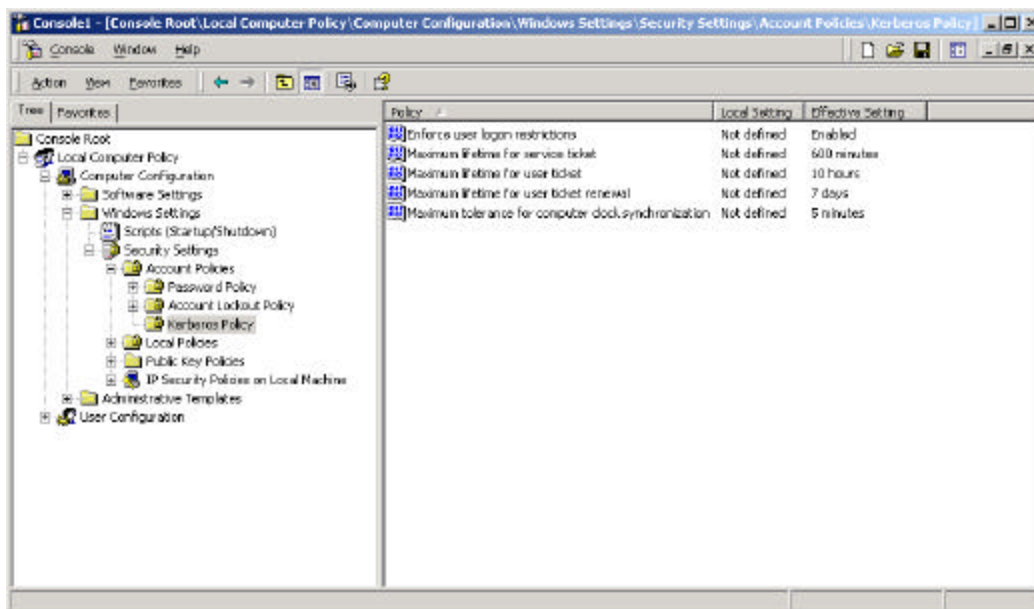 Console1 - [Console Root\Local Computer Policy\Computer Configuration\Windows Settings\Security Settings\Account Policies\Kerberos Policy]
Console Window Help
Action View Favorites
Tree Favorites
Policy Local Setting Effective Setting
Console Root
Local Computer Policy
Computer Configuration
Software Settings
Windows Settings
Scripts (Startup/Shutdown)
Security Settings
Account Policies
Password Policy
Account Lockout Policy
Kerberos Policy
Local Policies
Public Key Policies
IP Security Policies on Local Machine
Administrative Templates
User Configuration
Enforce user logon restrictions Not defined Enabled
Maximum lifetime for service ticket Not defined 600 minutes
Maximum lifetime for user ticket Not defined 10 hours
Maximum lifetime for user ticket renewal Not defined 7 days
Maximum tolerance for computer clock synchronization Not defined 5 minutes